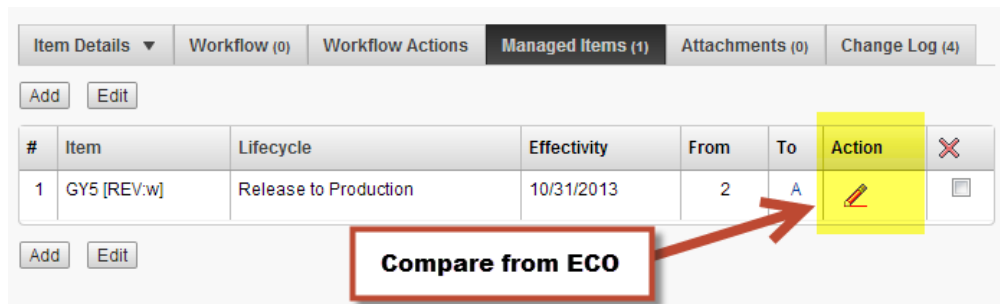 Item Details ▼ Workflow (0) Workflow Actions Managed Items (1) Attachments (0) Change Log (4)
Add Edit
# Item Lifecycle Effectivity From To Action
1 GY5 [REV:w] Release to Production 10/31/2013 2 A
Add Edit
Compare from ECO